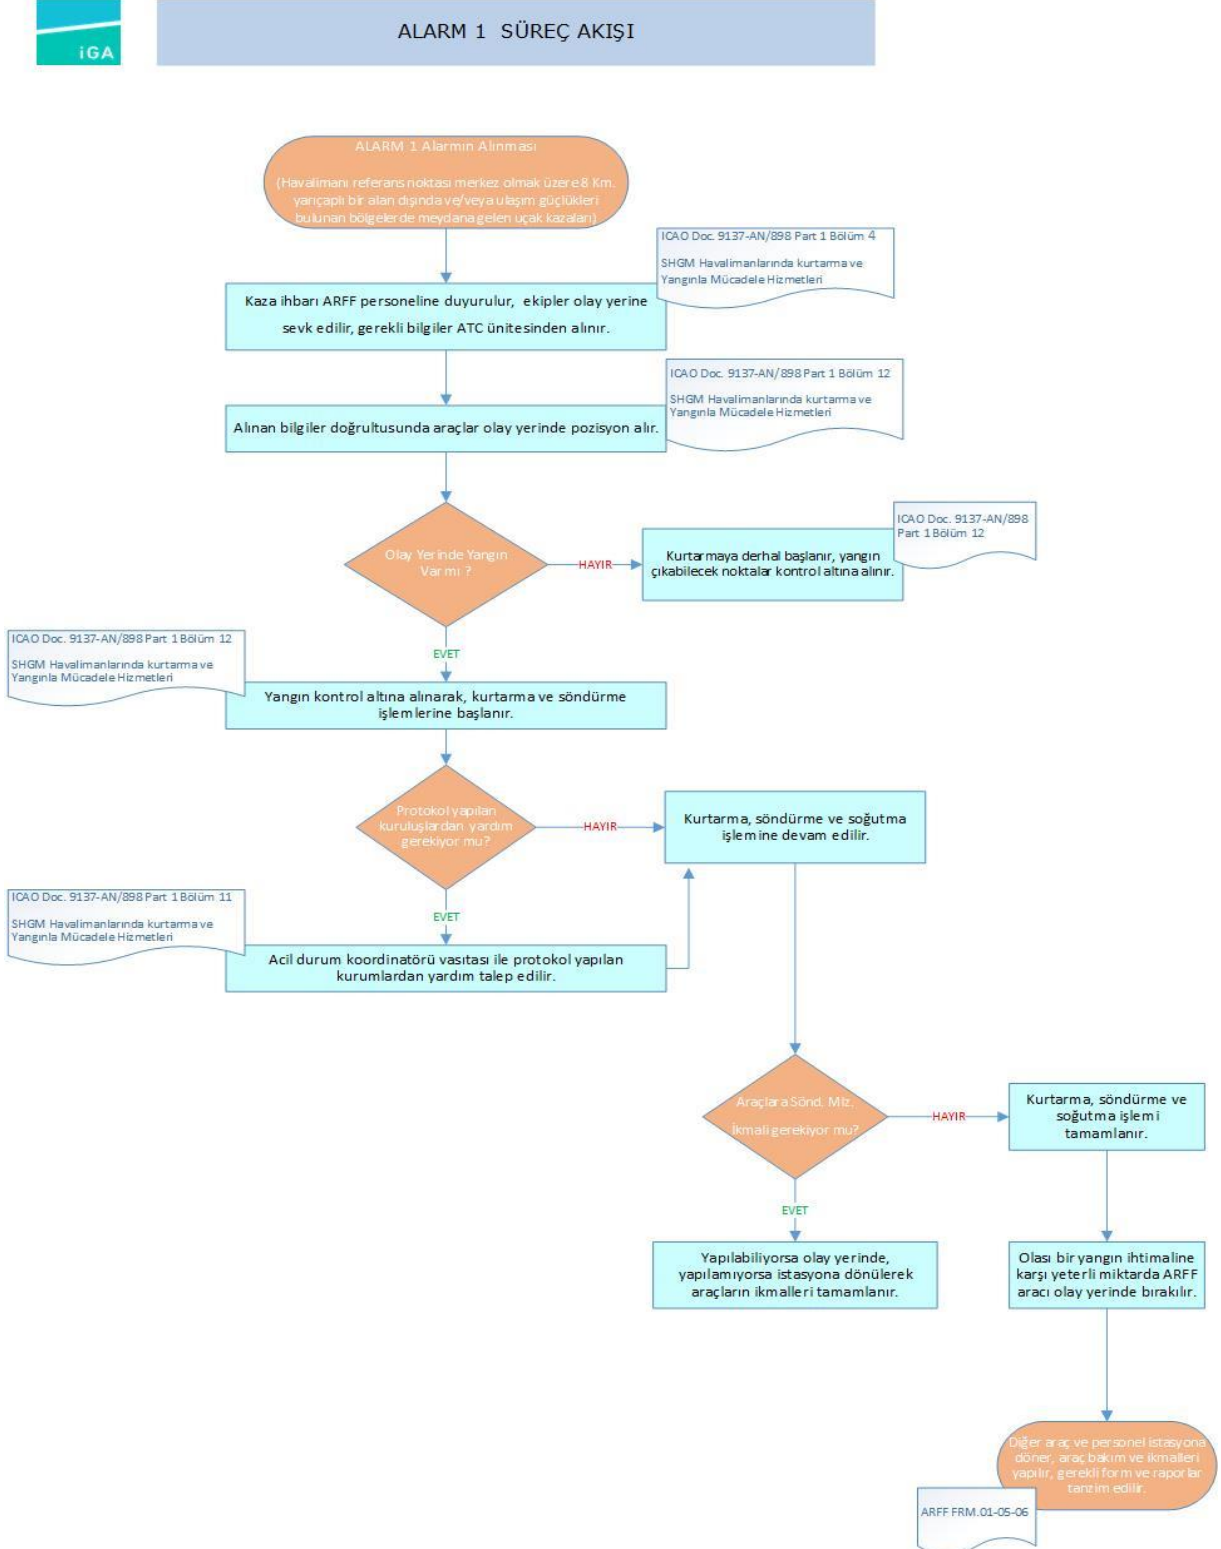 iGA
ALARM 1 SÜREÇ AKIŞI
ALARM 1 Alarmın Alınması
(Havalimanı referans noktası merkez olmak üzere 8 Km.
yarıçaplı bir alan dışında ve/veya ulaşım güçlükleri
bulunan bölgelerde meydana gelen uçak kazaları)
ICAO Doc. 9137-AN/898 Part 1 Bölüm 4
SHGM Havalimanlarında kurtarma ve
Yangınla Mücadele Hizmetleri
Kaza ihbarı ARFF personeline duyurulur, ekipler olay yerine
sevk edilir, gerekli bilgiler ATC ünitesinden alınır.
ICAO Doc. 9137-AN/898 Part 1 Bölüm 12
SHGM Havalimanlarında kurtarma ve
Yangınla Mücadele Hizmetleri
Alınan bilgiler doğrultusunda araçlar olay yerinde pozisyon alır.
Olay Yerinde Yangın
Var mı ?
HAYIR
ICAO Doc. 9137-AN/898
Part 1 Bölüm 12
Kurtarmaya derhal başlanır, yangın
çıkabilecek noktalar kontrol altına alınır.
EVET
ICAO Doc. 9137-AN/898 Part 1 Bölüm 12
SHGM Havalimanlarında kurtarma ve
Yangınla Mücadele Hizmetleri
Yangın kontrol altına alınarak, kurtarma ve söndürme
işlemlerine başlanır.
Protokol yapılan
kuruluşlardan yardım
gerekiyor mu?
HAYIR
Kurtarma, söndürme ve soğutma
işlemine devam edilir.
EVET
ICAO Doc. 9137-AN/898 Part 1 Bölüm 11
SHGM Havalimanlarında kurtarma ve
Yangınla Mücadele Hizmetleri
Acil durum koordinatörü vasıtası ile protokol yapılan
kurumlardan yardım talep edilir.
Araçlara Sönd. Mlz.
İkmali gerekiyor mu?
HAYIR
Kurtarma, söndürme ve
soğutma işlemi
tamamlanır.
EVET
Yapılabiliyorsa olay yerinde,
yapılamıyorsa istasyona dönülerek
araçların ikmalleri tamamlanır.
Olası bir yangın ihtimaline
karşı yeterli miktarda ARFF
aracı olay yerinde bırakılır.
Diğer araç ve personel istasyona
döner, araç bakım ve ikmalleri
yapılır, gerekli form ve raporlar
tanzim edilir.
ARFF FRM.01-05-06